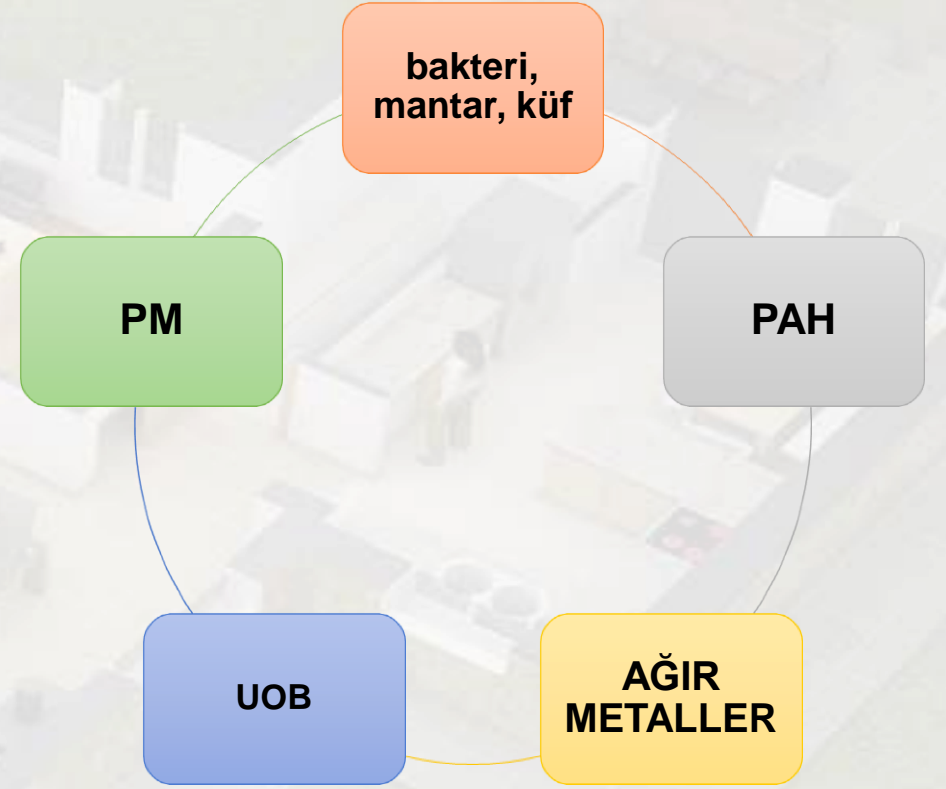 bakteri,
mantar, küf
PM
PAH
UOB
AĞIR
METALLER